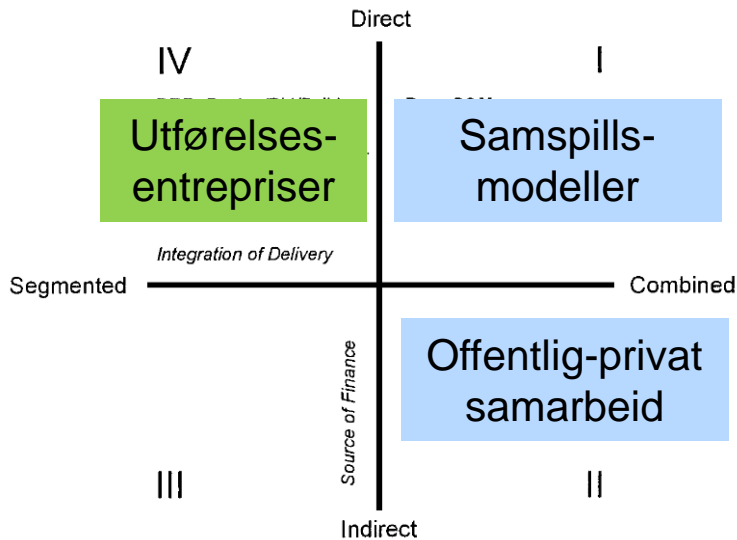 Direct
IV
I
Utførelses-
entrepriser
Samspills-
modeller
Integration of Delivery
Segmented
Combined
Offentlig-privat
samarbeid
Source of Finance
III
II
Indirect